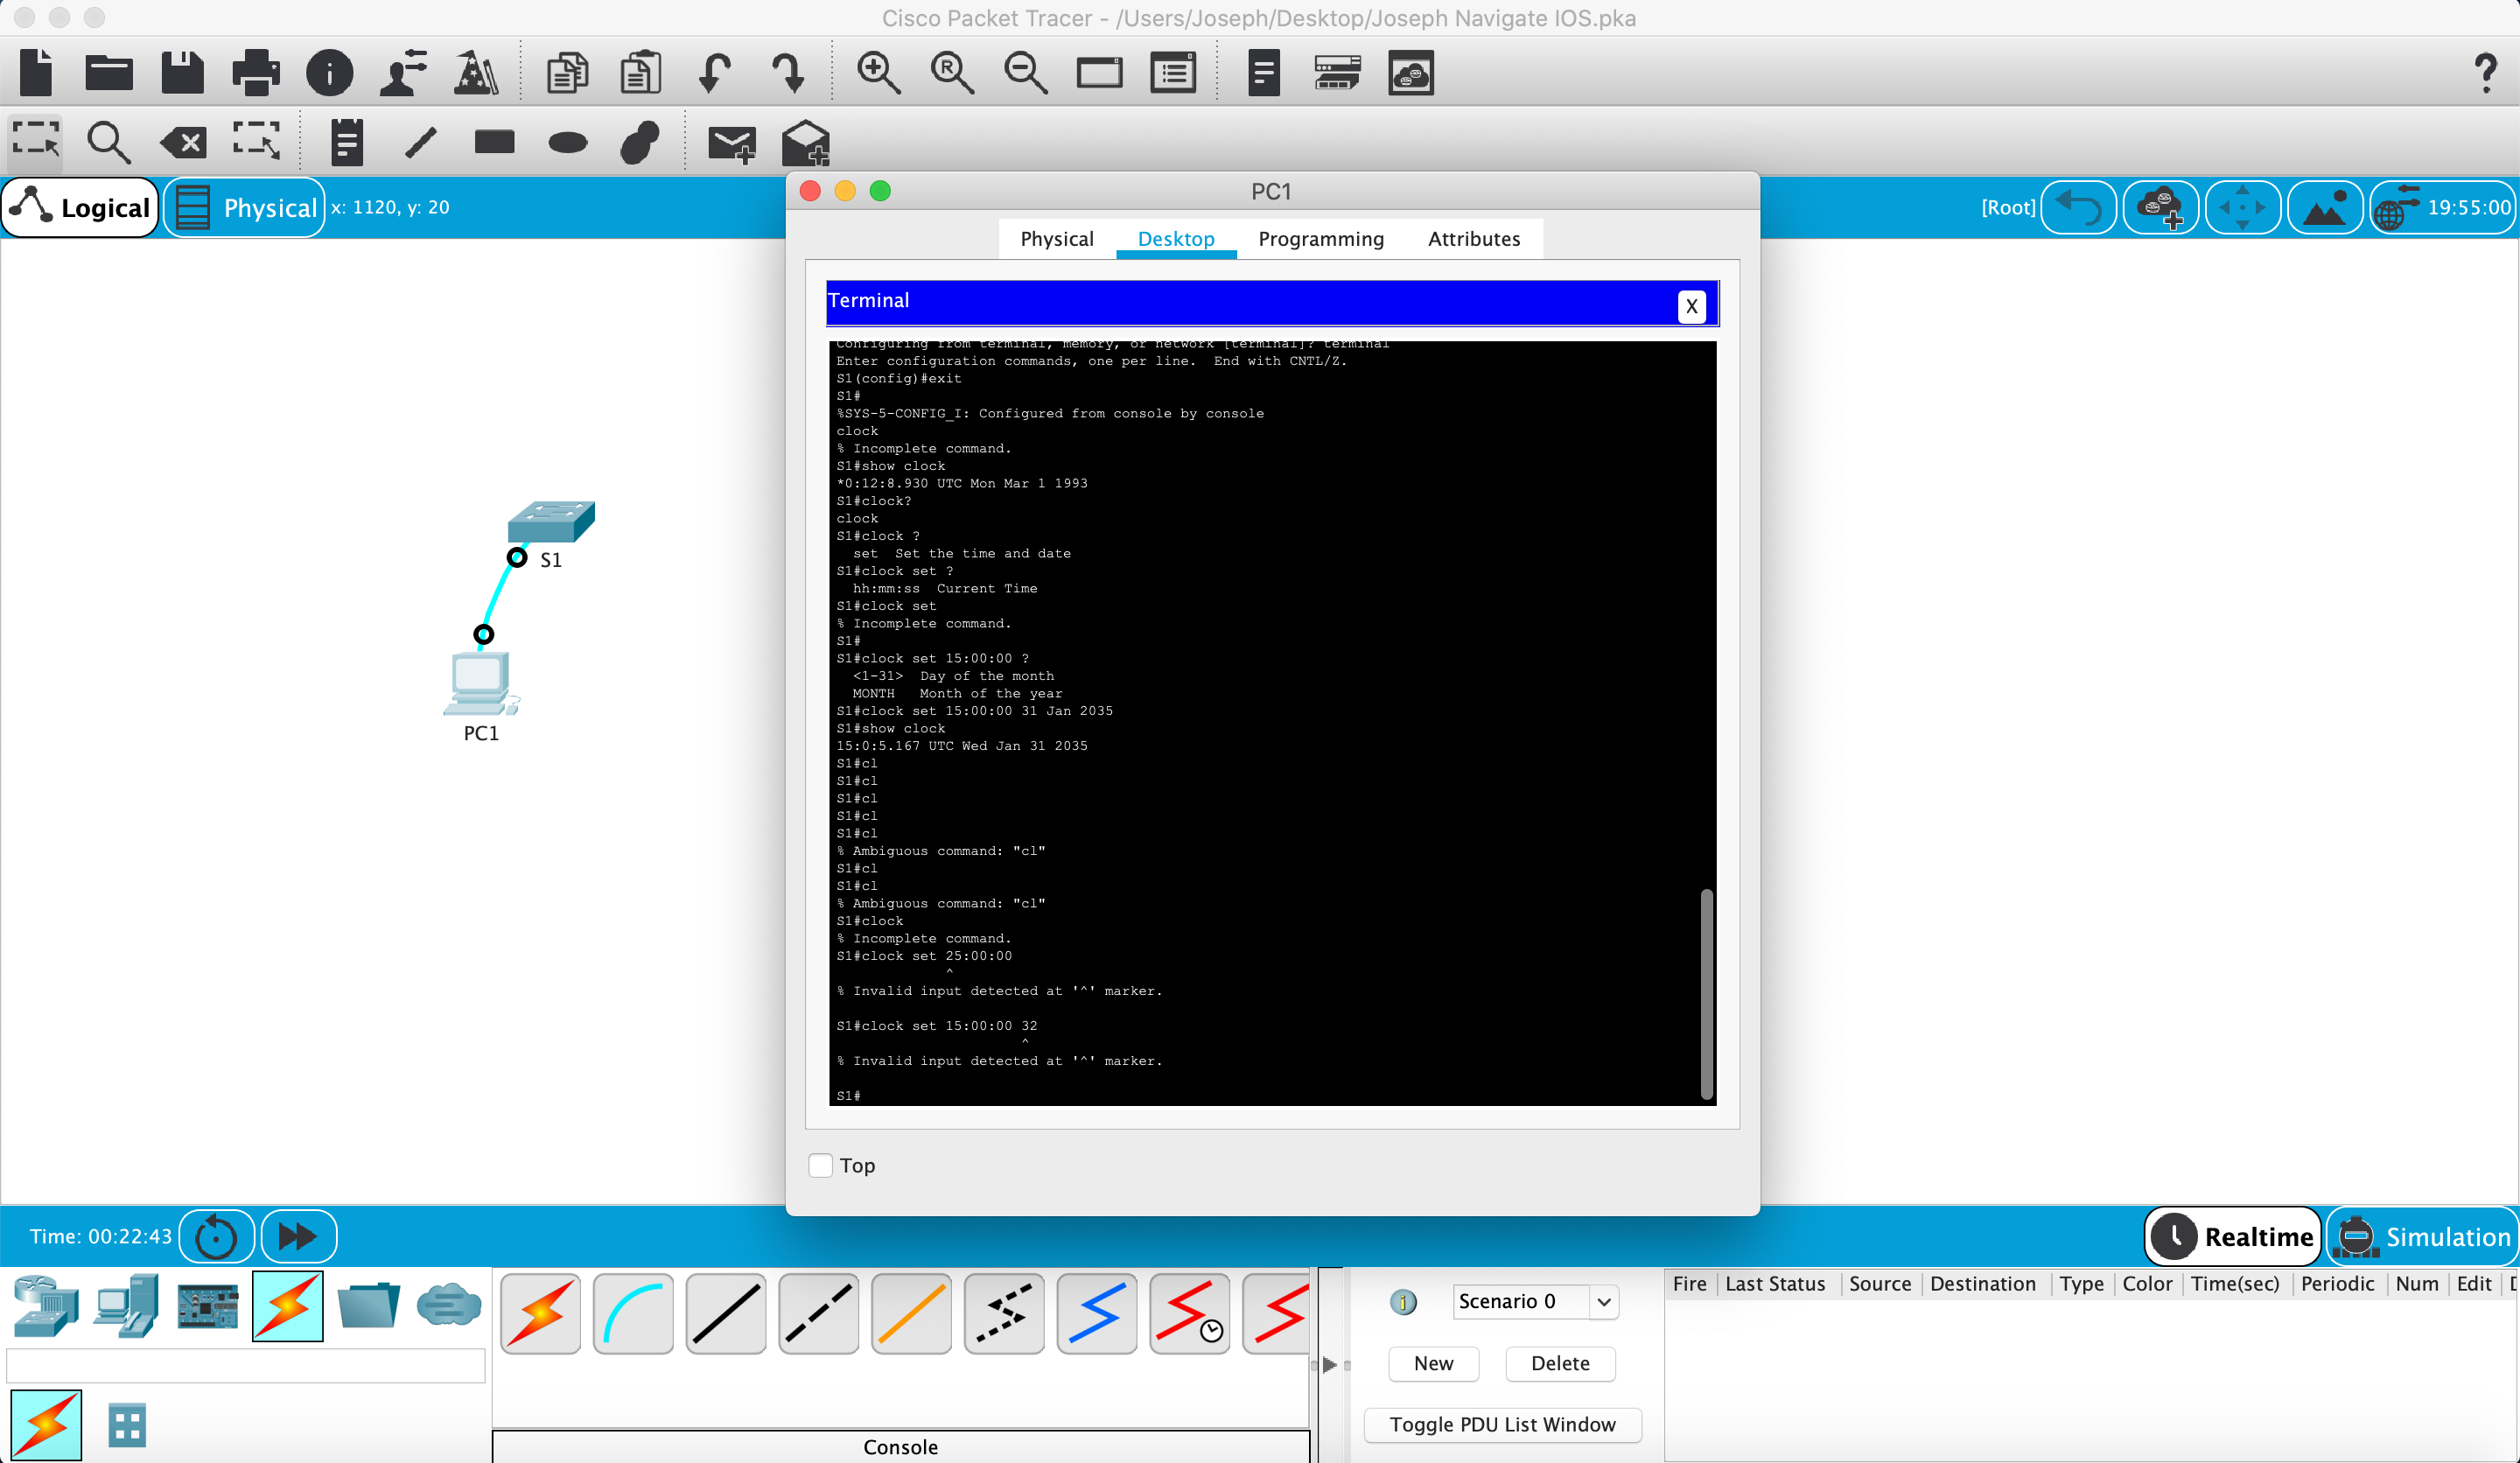 Cisco Packet Tracer - /Users/Joseph/Desktop/Joseph Navigate IOS.pka
Logical
Physical
x: 1120, y: 20
[Root]
19:55:00
PC1
Physical
Desktop
Programming
Attributes
Terminal
X
Configuring from terminal, memory, or network [terminal]? terminal
Enter configuration commands, one per line.  End with CNTL/Z.
S1(config)#exit
S1#
%SYS-5-CONFIG_I: Configured from console by console
clock
% Incomplete command.
S1#show clock
*0:12:8.930 UTC Mon Mar 1 1993
S1#clock?
clock
S1#clock ?
  set  Set the time and date
S1#clock set ?
  hh:mm:ss  Current Time
S1#clock set
% Incomplete command.
S1#
S1#clock set 15:00:00 ?
  <1-31>  Day of the month
  MONTH   Month of the year
S1#clock set 15:00:00 31 Jan 2035
S1#show clock
15:0:5.167 UTC Wed Jan 31 2035
S1#cl
S1#cl
S1#cl
S1#cl
S1#cl
% Ambiguous command: "cl"
S1#cl
S1#cl
% Ambiguous command: "cl"
S1#clock
% Incomplete command.
S1#clock set 25:00:00
^
% Invalid input detected at '^' marker.
S1#clock set 15:00:00 32
^
% Invalid input detected at '^' marker.
S1#
Top
S1
PC1
Time: 00:22:43
Realtime
Simulation
Scenario 0
New
Delete
Toggle PDU List Window
Fire Last Status Source Destination Type Color Time(sec) Periodic Num Edit
Console